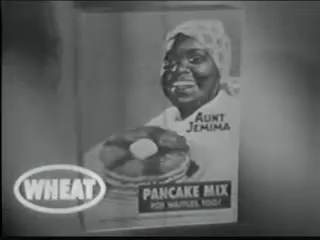 AUNT
JEMIMA
WHEAT
PANCAKE MIX
FOR WAFFLES, TOO!